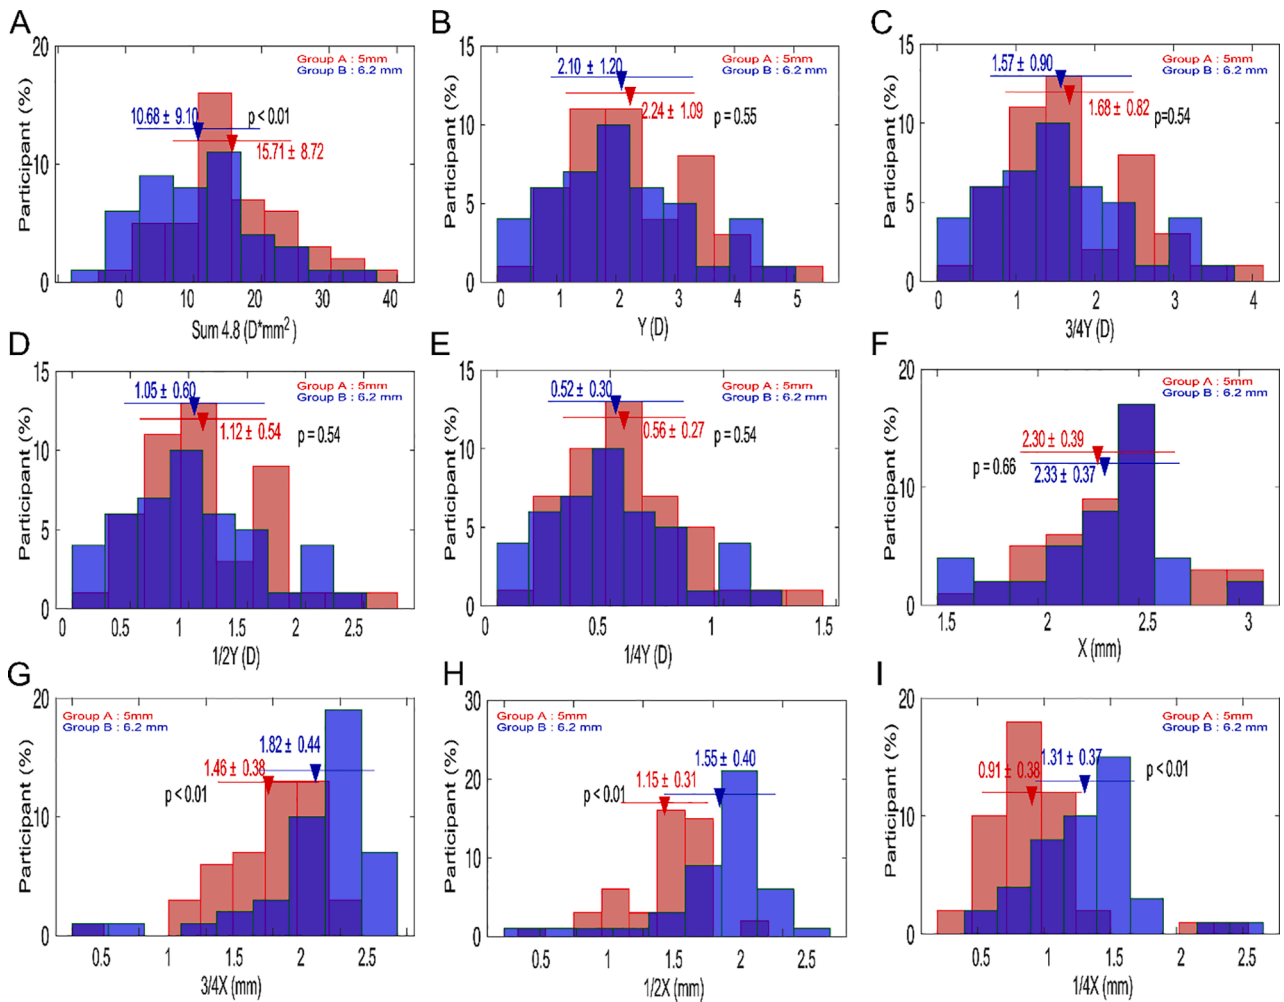 A
20
15
10
5
0
Participant (%)
Group A : 5mm
Group B : 6.2 mm
10.68 ± 9.10
p < 0.01
15.71 ± 8.72
0 10 20 30 40
Sum 4.8 (D*mm²)
B
15
10
5
0
Participant (%)
Group A : 5mm
Group B : 6.2 mm
2.10 ± 1.20
2.24 ± 1.09
p = 0.55
0 1 2 3 4 5
Y (D)
C
15
10
5
0
Participant (%)
Group A : 5mm
Group B : 6.2 mm
1.57 ± 0.90
1.68 ± 0.82
p=0.54
0 1 2 3 4
3/4Y (D)
D
15
10
5
0
Participant (%)
Group A : 5mm
Group B : 6.2 mm
1.05 ± 0.60
1.12 ± 0.54
p = 0.54
0 0.5 1 1.5 2 2.5
1/2Y (D)
E
15
10
5
0
Participant (%)
Group A : 5mm
Group B : 6.2 mm
0.52 ± 0.30
0.56 ± 0.27
p = 0.54
0 0.5 1 1.5
1/4Y (D)
F
20
10
0
Participant (%)
Group A : 5mm
Group B : 6.2 mm
2.30 ± 0.39
p = 0.66
2.33 ± 0.37
1.5 2 2.5 3
X (mm)
G
20
15
10
5
0
Participant (%)
Group A : 5mm
Group B : 6.2 mm
1.82 ± 0.44
1.46 ± 0.38
p < 0.01
0.5 1 1.5 2 2.5
3/4X (mm)
H
30
20
10
0
Participant (%)
Group A : 5mm
Group B : 6.2 mm
1.55 ± 0.40
1.15 ± 0.31
p < 0.01
0.5 1 1.5 2 2.5
1/2X (mm)
I
20
15
10
5
0
Participant (%)
Group A : 5mm
Group B : 6.2 mm
1.31 ± 0.37
0.91 ± 0.38
p < 0.01
0.5 1 1.5 2 2.5
1/4X (mm)